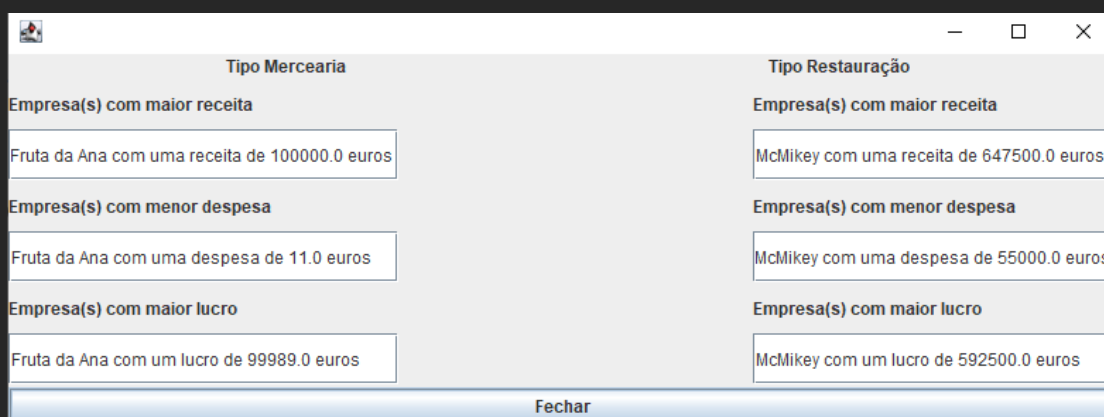 Tipo Mercearia
Tipo Restauração
Empresa(s) com maior receita
Empresa(s) com maior receita
Fruta da Ana com uma receita de 100000.0 euros
McMikey com uma receita de 647500.0 euros
Empresa(s) com menor despesa
Empresa(s) com menor despesa
Fruta da Ana com uma despesa de 11.0 euros
McMikey com uma despesa de 55000.0 euros
Empresa(s) com maior lucro
Empresa(s) com maior lucro
Fruta da Ana com um lucro de 99989.0 euros
McMikey com um lucro de 592500.0 euros
Fechar